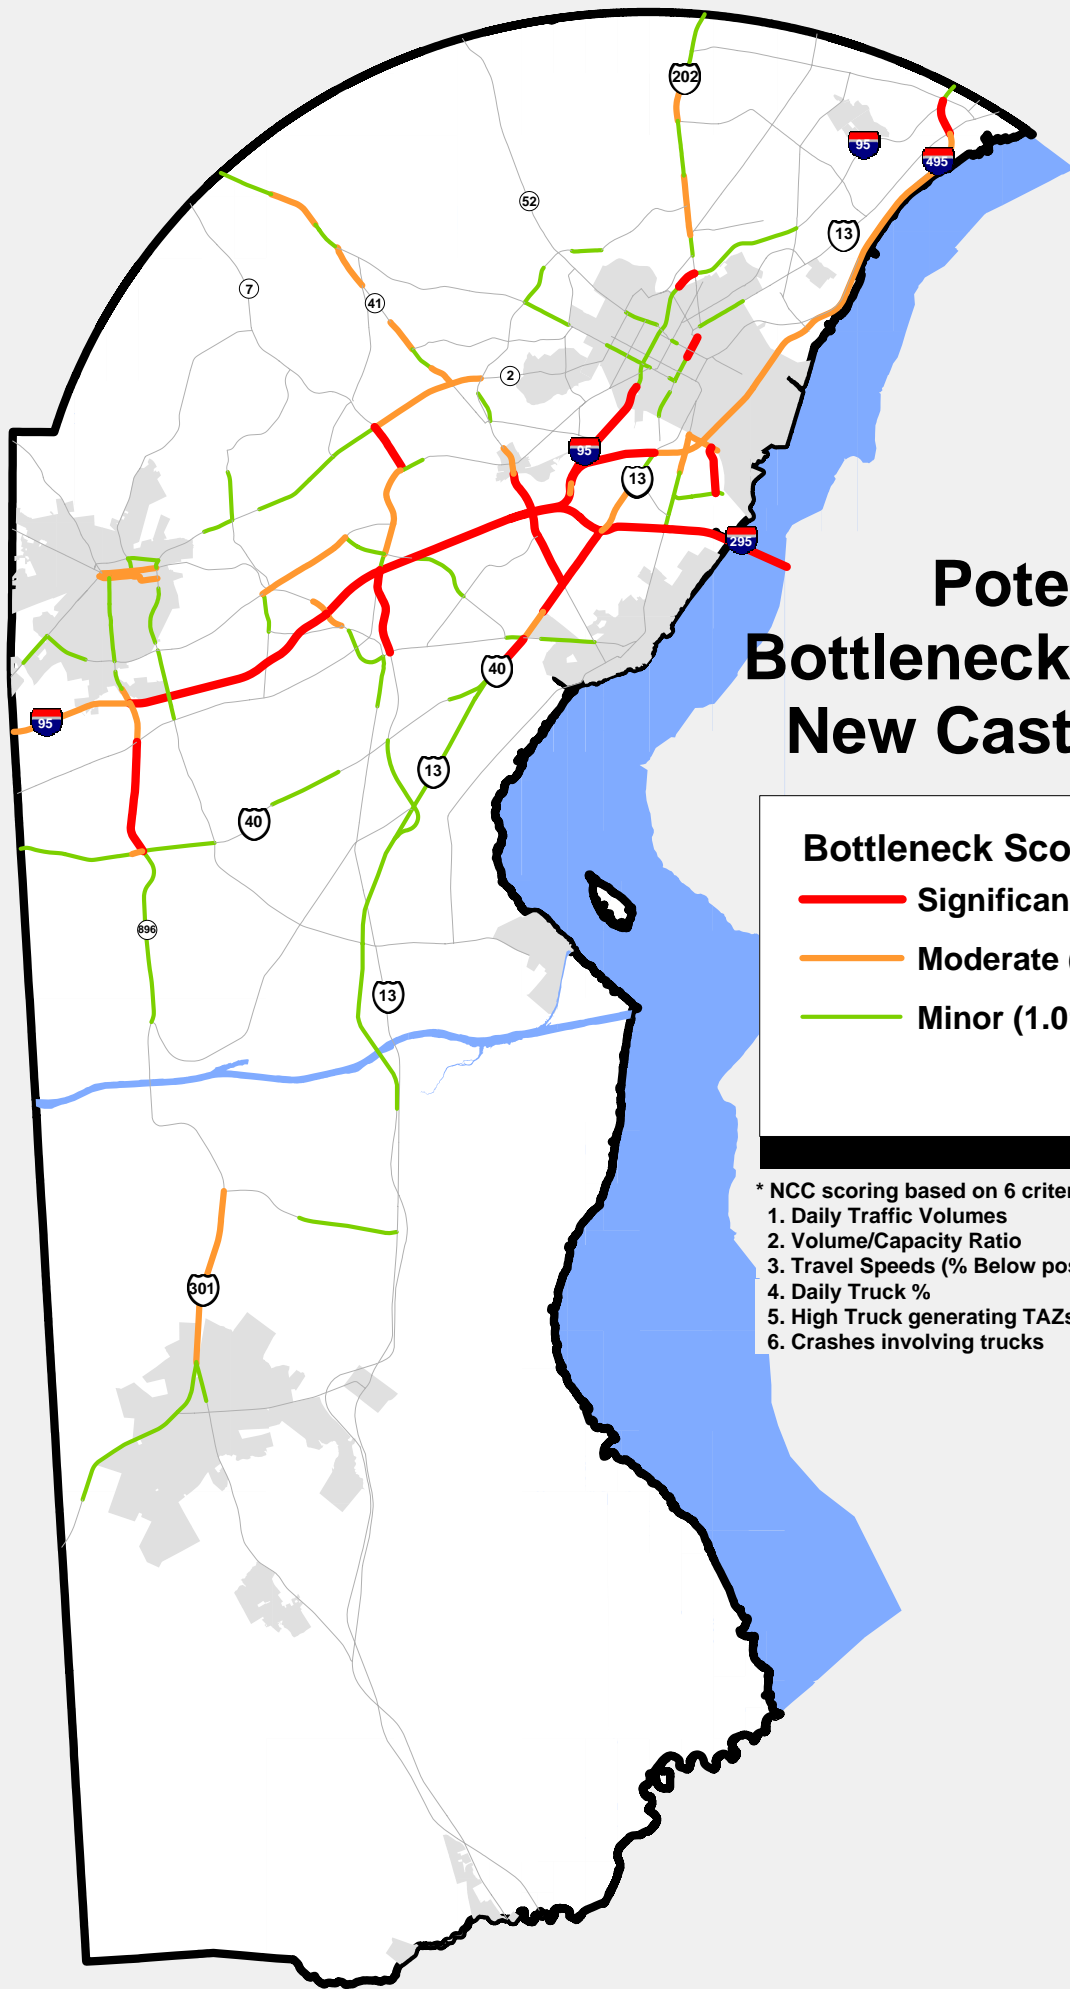 202
95
495
52
13
7
41
2
95
13
295
40
95
13
40
896
13
301
Pote
Bottleneck
New Cast
Bottleneck Sco
Significan
Moderate (
Minor (1.0
* NCC scoring based on 6 criter
1. Daily Traffic Volumes
2. Volume/Capacity Ratio
3. Travel Speeds (% Below pos
4. Daily Truck %
5. High Truck generating TAZs
6. Crashes involving trucks